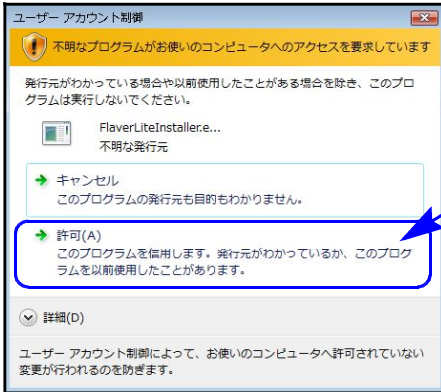 ユーザー アカウント制御
不明なプログラムがお使いのコンピュータへのアクセスを要求しています
発行元がわかっている場合や以前使用したことがある場合を除き、このプロ
グラムは実行しないでください。
FlaverLiteInstaller.e...
不明な発行元
キャンセル
このプログラムの発行元も目的もわかりません。
許可(A)
このプログラムを信用します。発行元がわかっているか、このプログ
ラムを以前使用したことがあります。
詳細(D)
ユーザー アカウント制御によって、お使いのコンピュータへ許可されていない
変更が行われるのを防ぎます。